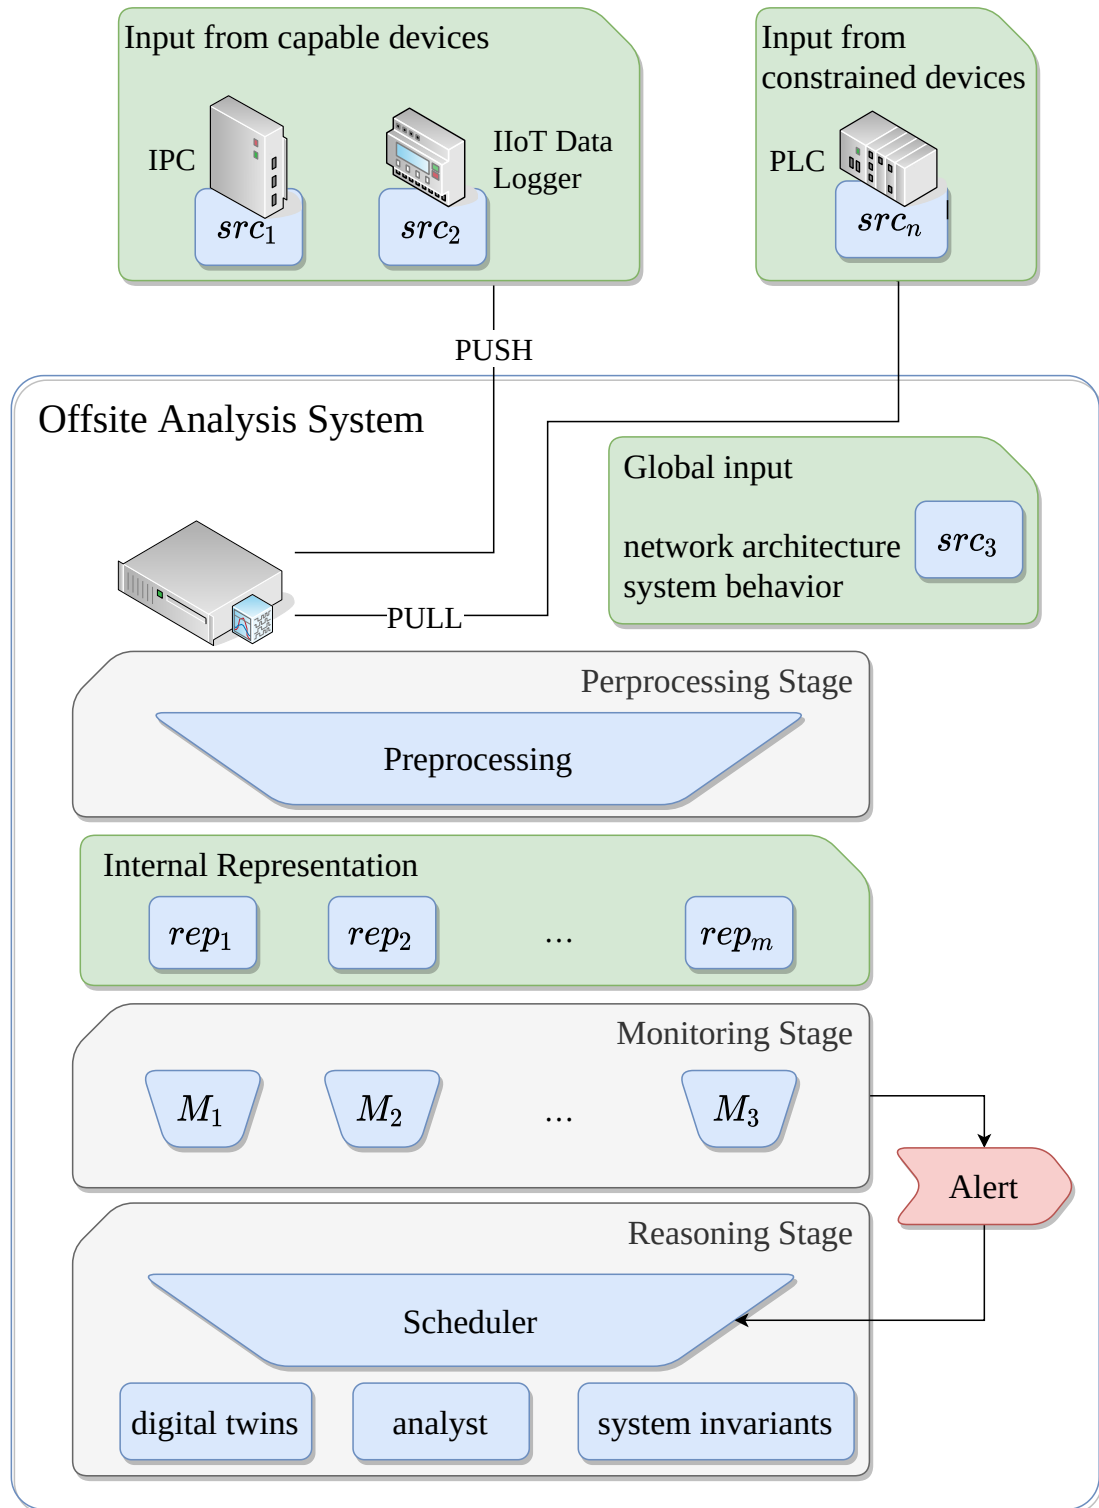 Input from capable devices
IPC
IIoT Data
Logger
src₁
src₂
Input from
constrained devices
PLC
srcₙ
PUSH
Offsite Analysis System
Global input
network architecture
system behavior
src₃
PULL
Perprocessing Stage
Preprocessing
Internal Representation
rep₁ rep₂ ... repₘ
Monitoring Stage
M₁ M₂ ... M₃
Alert
Reasoning Stage
Scheduler
digital twins analyst system invariants